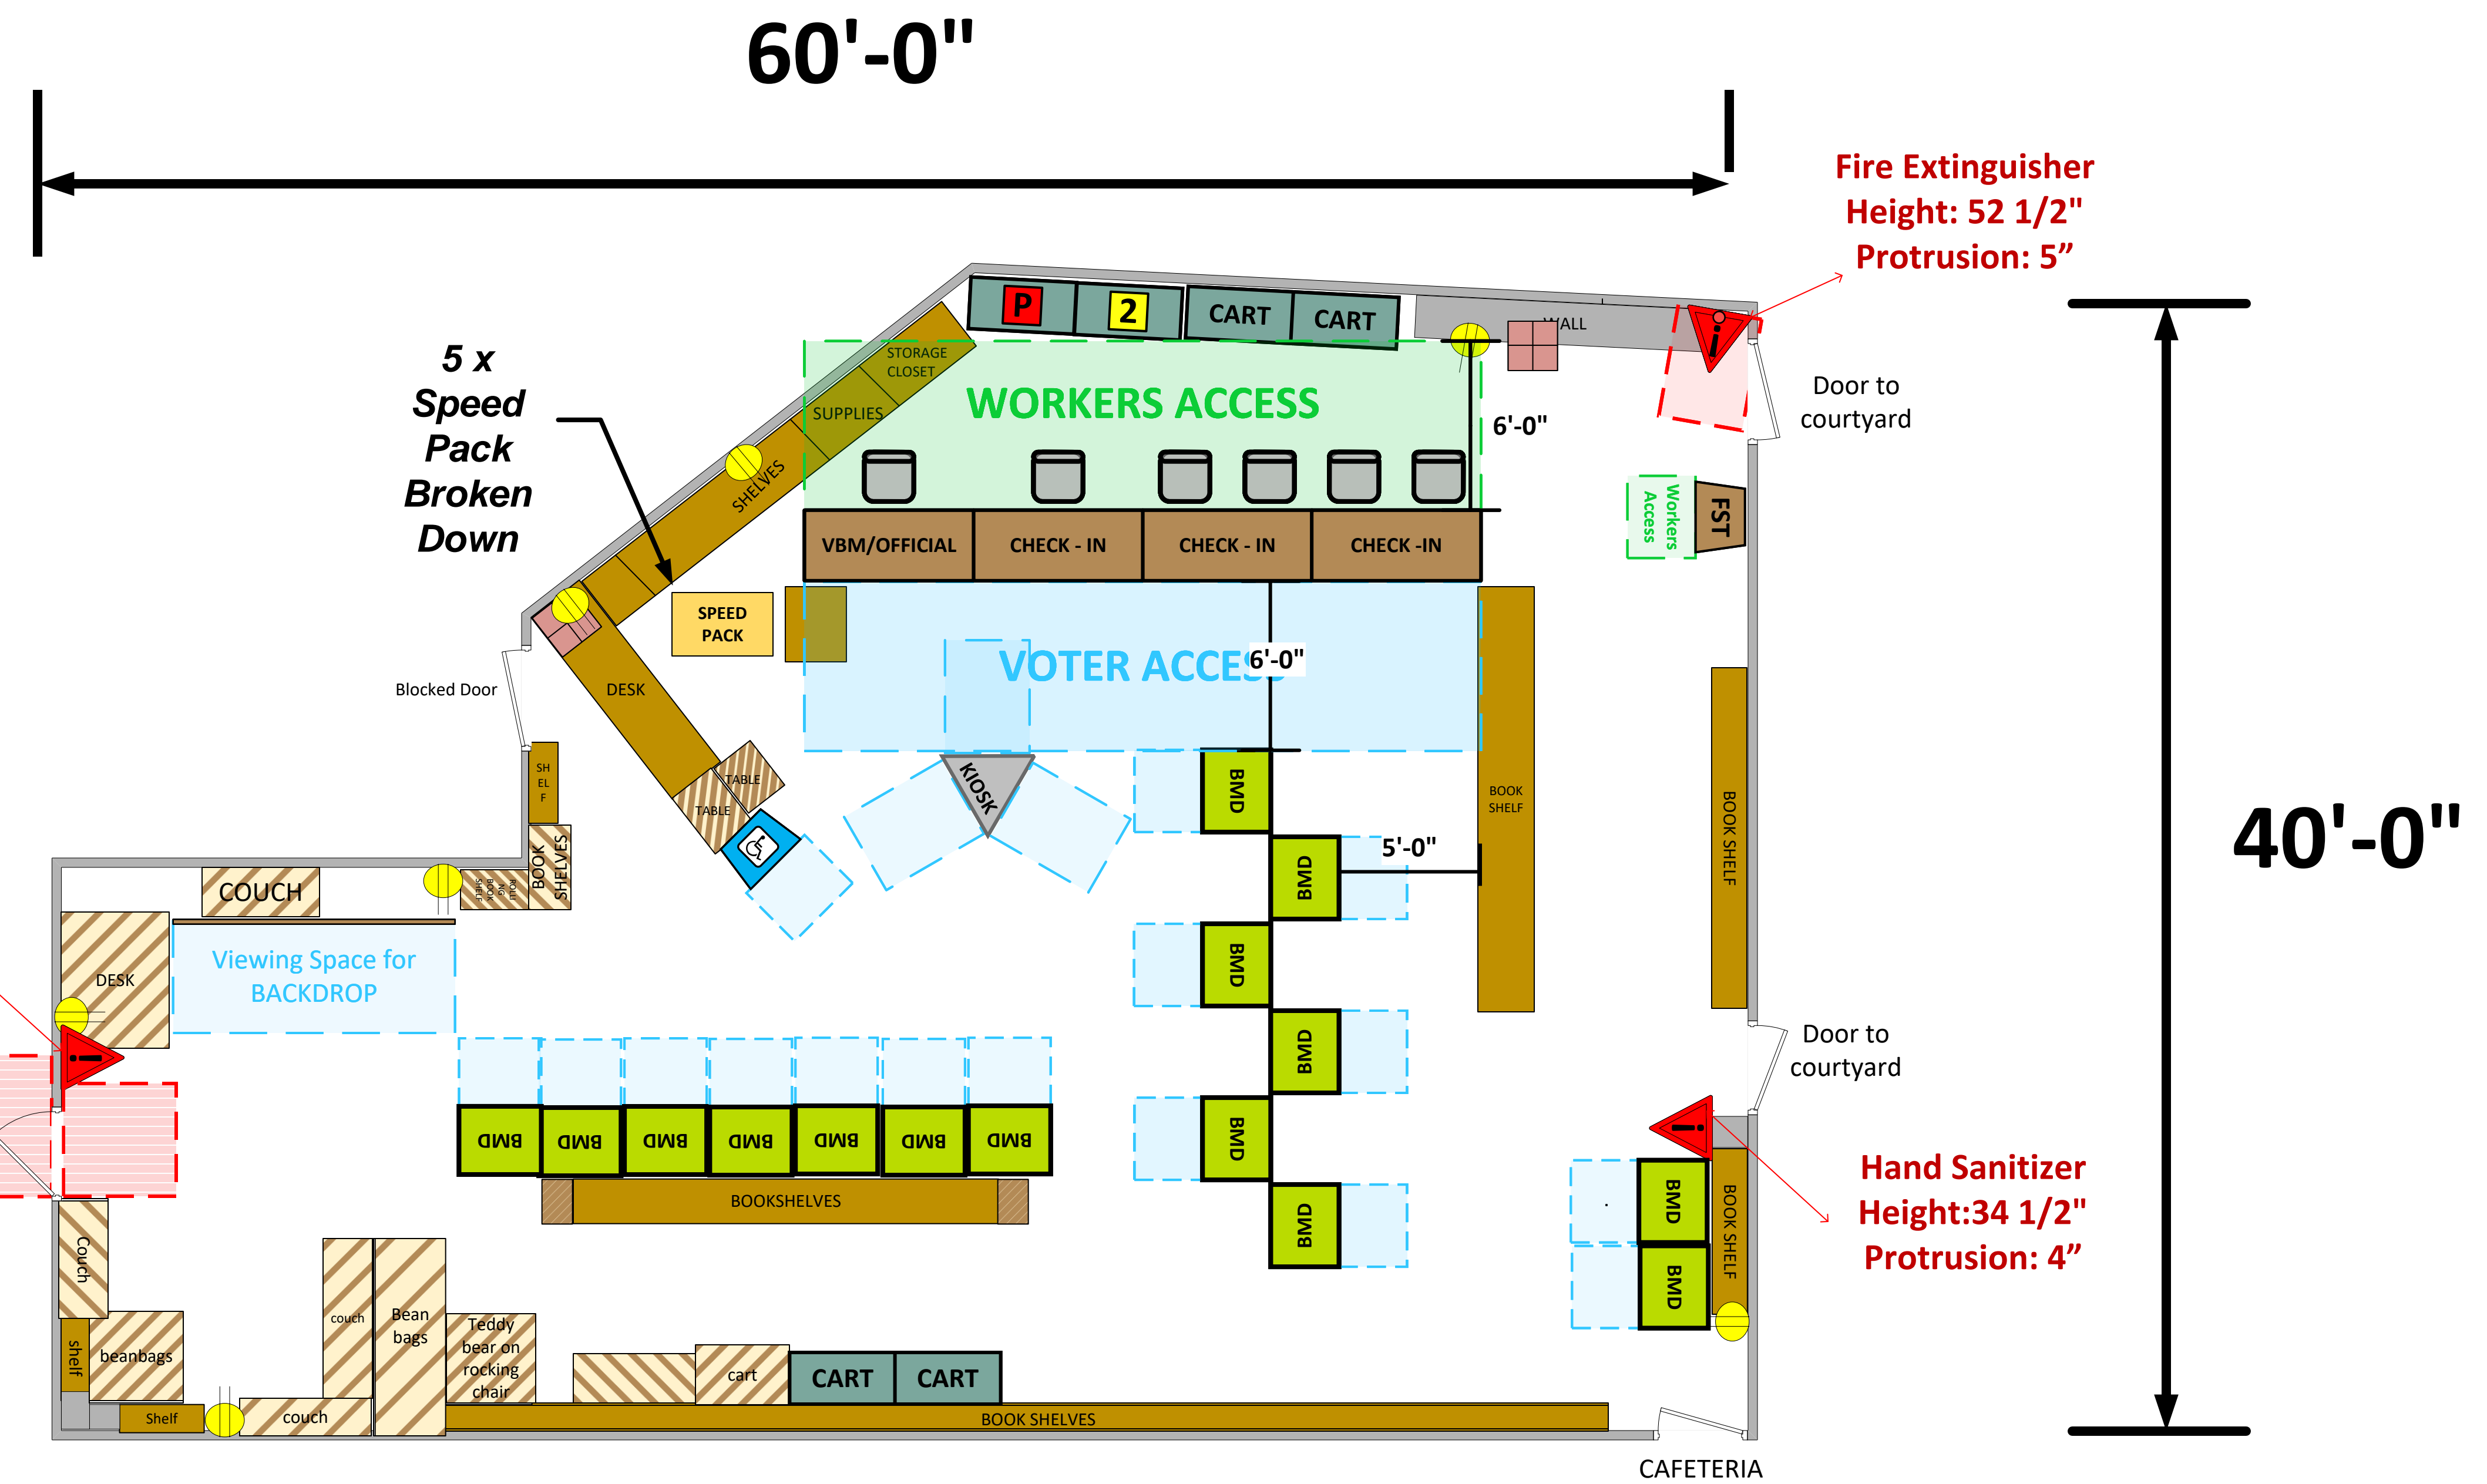 60'-0"
Fire Extinguisher
Height: 52 1/2"
Protrusion: 5”
P
2
CART
CART
WALL
STORAGE
CLOSET
5 x
Speed
Pack
Broken
Down
WORKERS ACCESS
SUPPLIES
6'-0"
Door to
courtyard
SHELVES
Workers
Access
FST
VBM/OFFICIAL
CHECK - IN
CHECK - IN
CHECK -IN
SPEED
PACK
VOTER ACCESS
6'-0"
Blocked Door
DESK
SH
EL
F
TABLE
TABLE
KIOSK
BMD
BOOK
SHELF
BOOK SHELF
40'-0"
5'-0"
BMD
COUCH
ROLLI
NG
BOOK
SHELF
BOOK
SHELVES
Viewing Space for
BACKDROP
DESK
BMD
BMD
Door to
courtyard
BMD
BMD
BMD
BMD
BMD
BMD
BMD
BMD
BOOKSHELVES
BMD
BMD
BMD
BOOK SHELF
Hand Sanitizer
Height:34 1/2"
Protrusion: 4”
.
Couch
couch
Bean
bags
Teddy
bear on
rocking
chair
shelf
beanbags
cart
CART
CART
Shelf
couch
BOOK SHELVES
CAFETERIA